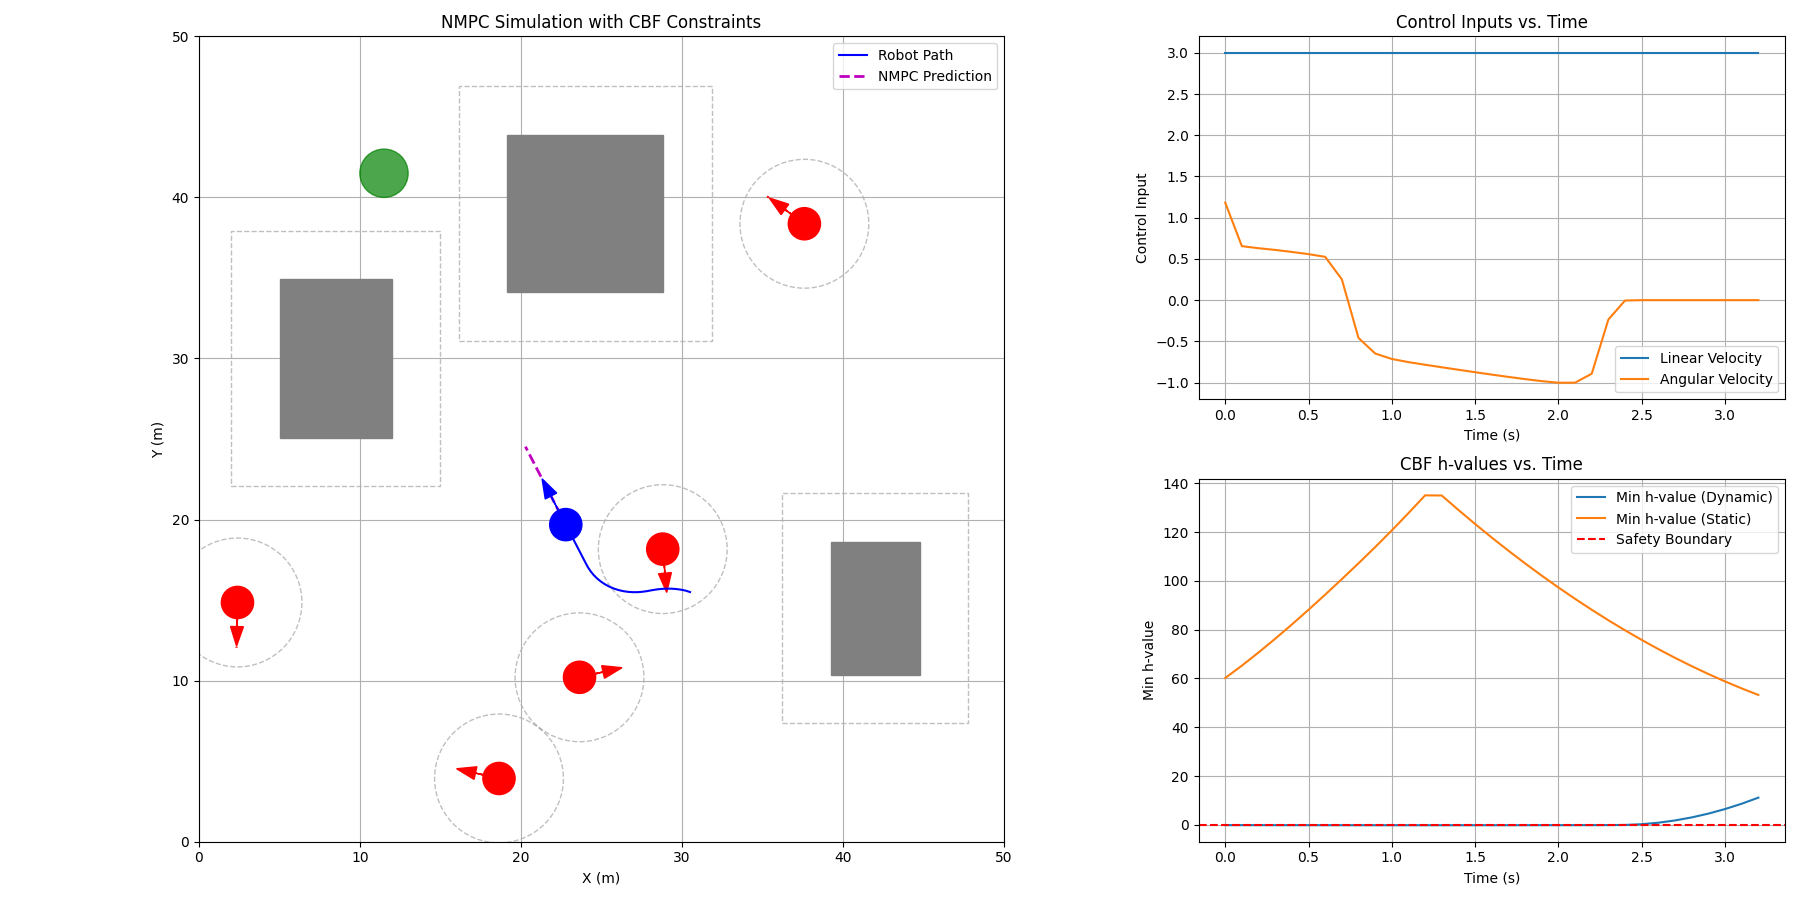 NMPC Simulation with CBF Constraints
50
40
30
20
10
0
Y (m)
0 10 20 30 40 50
X (m)
Robot Path
NMPC Prediction
Control Inputs vs. Time
3.0
2.5
2.0
1.5
1.0
0.5
0.0
−0.5
−1.0
Control Input
Linear Velocity
Angular Velocity
0.0 0.5 1.0 1.5 2.0 2.5 3.0
Time (s)
CBF h-values vs. Time
140
120
100
80
60
40
20
0
Min h-value
Min h-value (Dynamic)
Min h-value (Static)
Safety Boundary
0.0 0.5 1.0 1.5 2.0 2.5 3.0
Time (s)